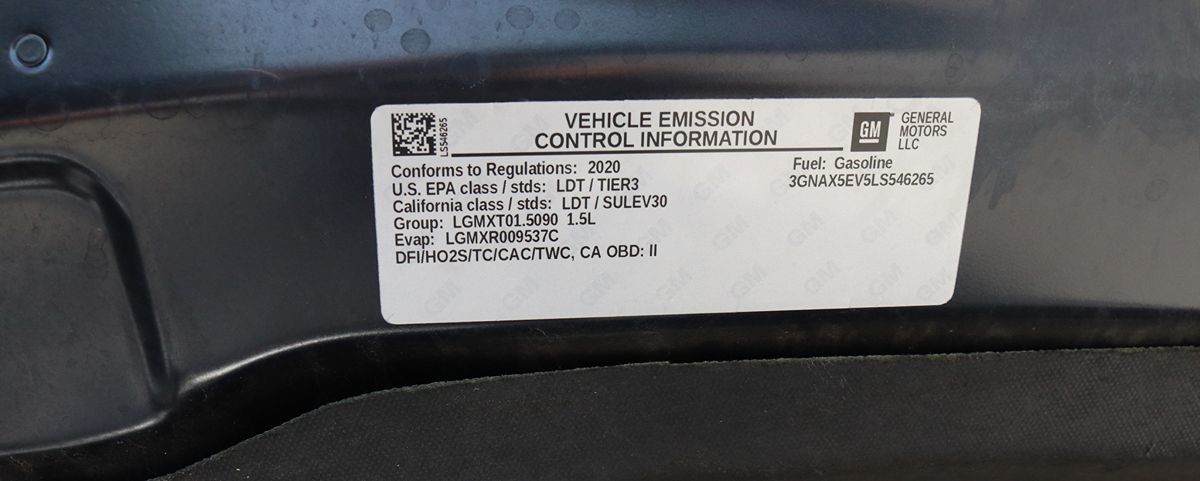 LS546265
VEHICLE EMISSION
CONTROL INFORMATION
GM
GENERAL
MOTORS
LLC
Conforms to Regulations: 2020
U.S. EPA class / stds: LDT / TIER3
California class / stds: LDT / SULEV30
Group: LGMXT01.5090 1.5L
Evap: LGMXR009537C
DFI/HO2S/TC/CAC/TWC, CA OBD: II
Fuel: Gasoline
3GNAX5EV5LS546265